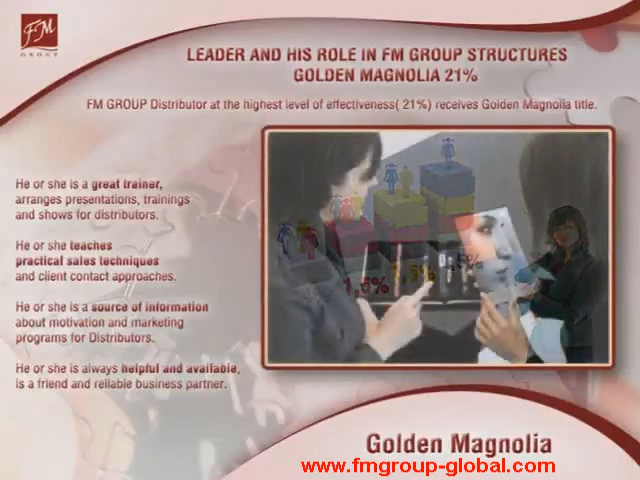 FM
GROUP
LEADER AND HIS ROLE IN FM GROUP STRUCTURES
GOLDEN MAGNOLIA 21%
FM GROUP Distributor at the highest level of effectiveness( 21%) receives Golden Magnolia title.
He or she is a great trainer,
arranges presentations, trainings
and shows for distributors.
He or she teaches
practical sales techniques
and client contact approaches.
He or she is a source of information
about motivation and marketing
programs for Distributors.
He or she is always helpful and available,
is a friend and reliable business partner.
1,5%
1,5%
Golden Magnolia
www.fmgroup-global.com